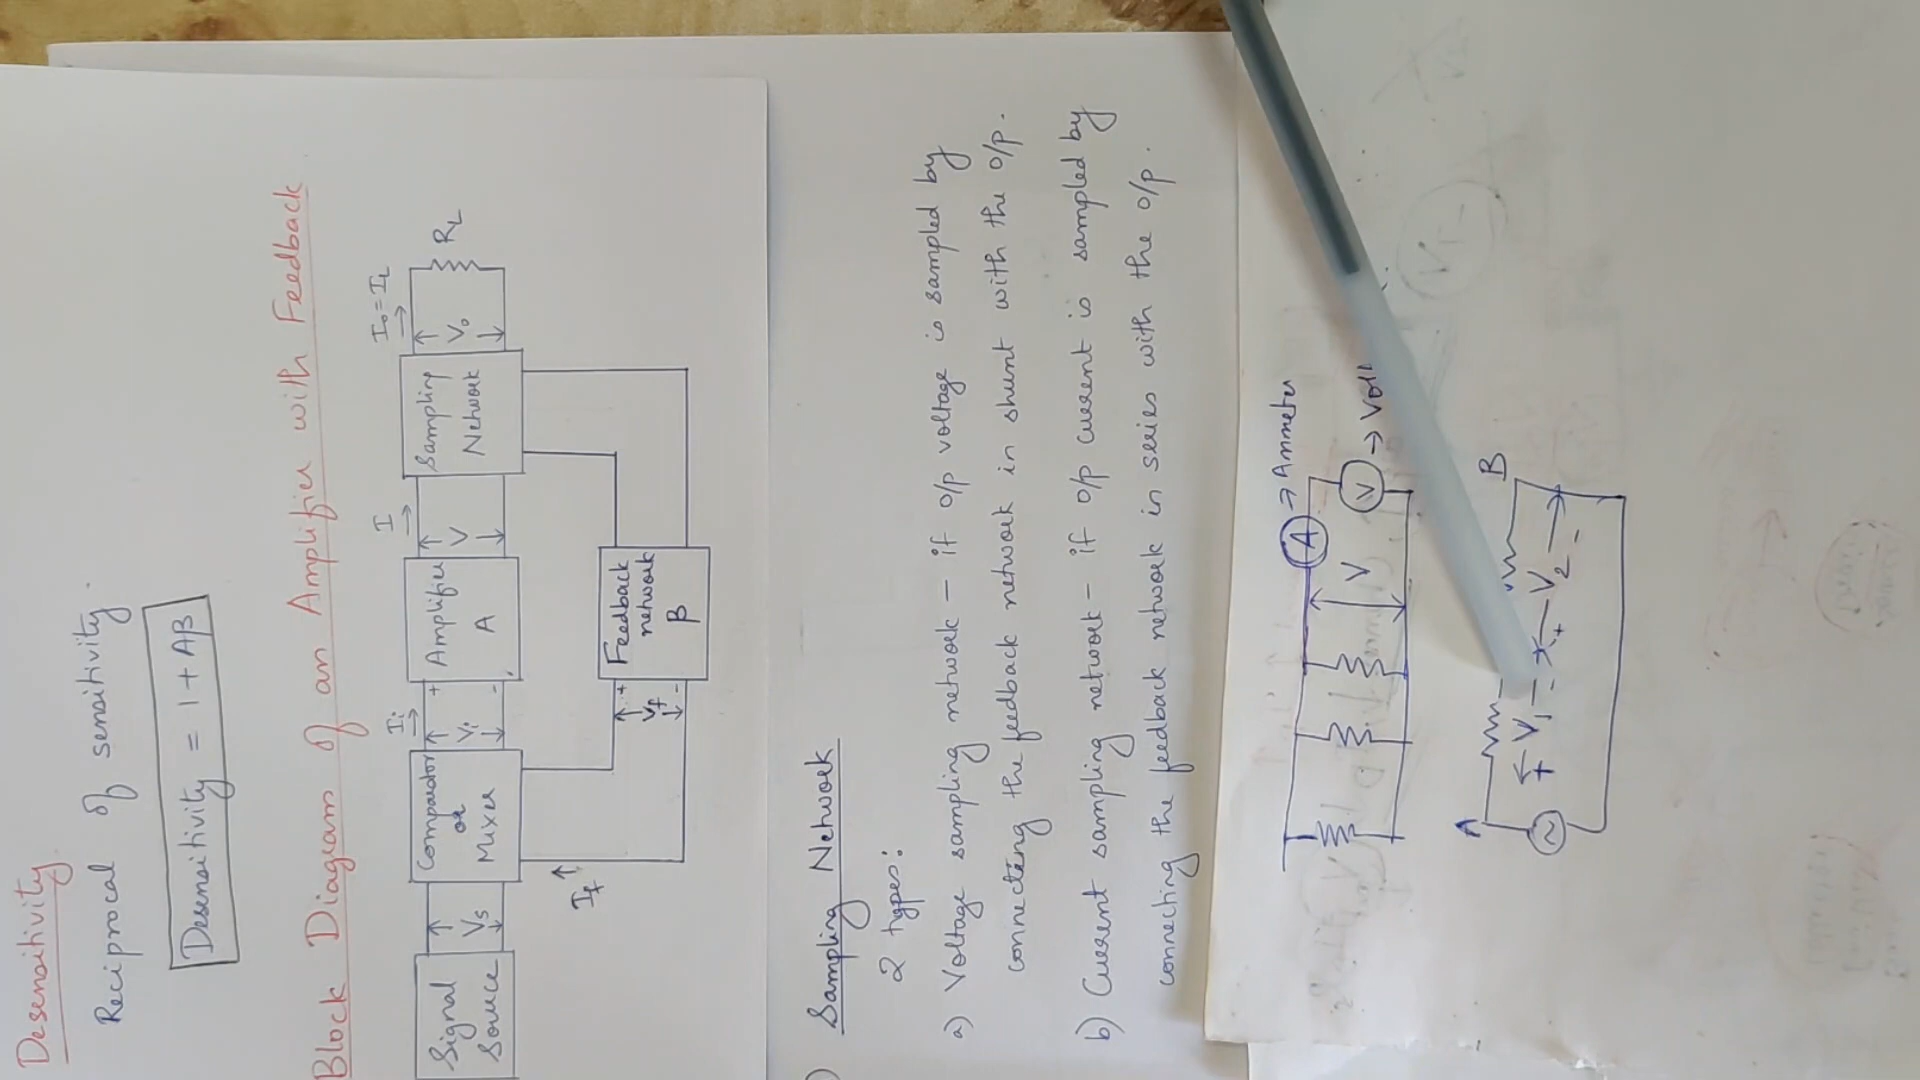 Desensitivity
Reciprocal of sensitivity.
Desensitivity = 1 + Aβ
Block Diagram of an Amplifier with Feedback
Signal Source
Vs
Comparator or Mixer
Ii
+
Vi
-
Amplifier A
I
V
Sampling Network
Io = IL
Vo
RL
If
+
Vf
-
Feedback network β
) Sampling Network
2 types:
a) Voltage sampling network - if o/p voltage is sampled by
connecting the feedback network in shunt with the o/p.
b) Current sampling network - if o/p current is sampled by
connecting the feedback network in series with the o/p.
A → Ammeter
V
V → Vol
B
+ V1 -
+ V2 -